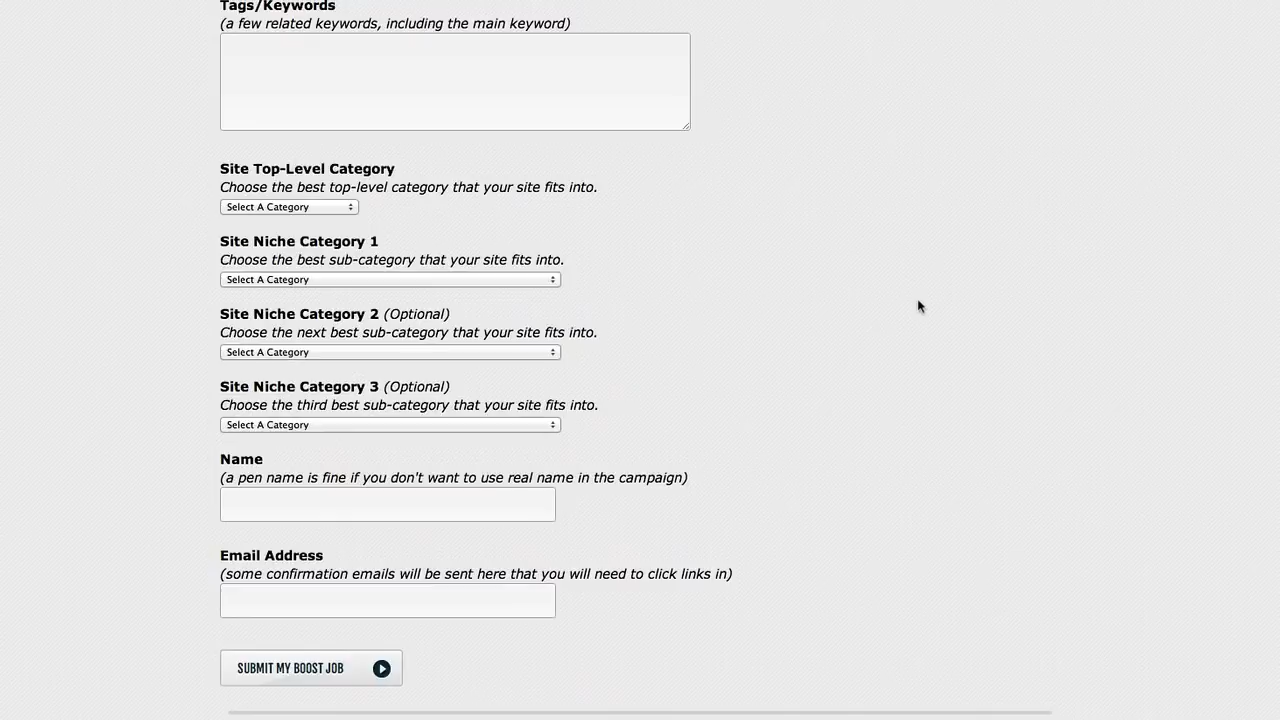 Tags/Keywords
(a few related keywords, including the main keyword)
Site Top-Level Category
Choose the best top-level category that your site fits into.
Select A Category
Site Niche Category 1
Choose the best sub-category that your site fits into.
Select A Category
Site Niche Category 2 (Optional)
Choose the next best sub-category that your site fits into.
Select A Category
Site Niche Category 3 (Optional)
Choose the third best sub-category that your site fits into.
Select A Category
Name
(a pen name is fine if you don't want to use real name in the campaign)
Email Address
(some confirmation emails will be sent here that you will need to click links in)
SUBMIT MY BOOST JOB